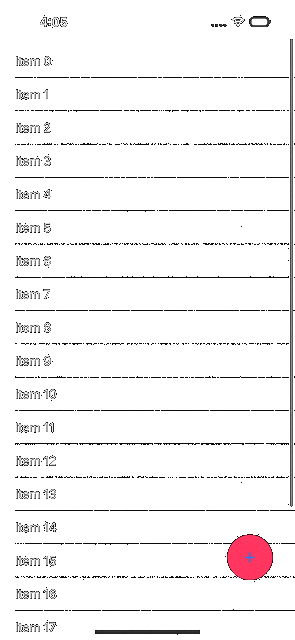 4:05
Item 0
Item 1
Item 2
Item 3
Item 4
Item 5
Item 6
Item 7
Item 8
Item 9
Item 10
Item 11
Item 12
Item 13
Item 14
Item 15
Item 16
Item 17